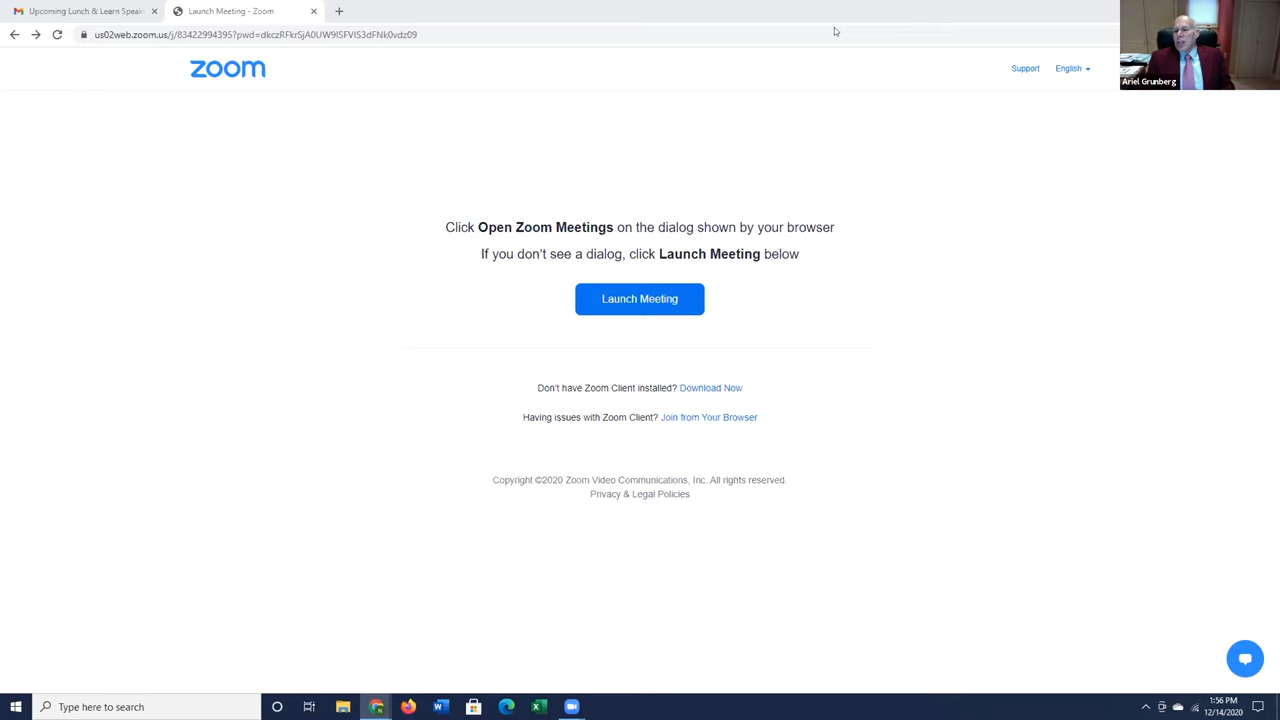 Upcoming Lunch & Learn Speak
Launch Meeting - Zoom
us02web.zoom.us/j/83422994395?pwd=dkczRFkrSjA0UW9lSFVIS3dFNk0vdz09
zoom
Support
English
Ariel Grunberg
Click Open Zoom Meetings on the dialog shown by your browser
If you don't see a dialog, click Launch Meeting below
Launch Meeting
Don't have Zoom Client installed? Download Now
Having issues with Zoom Client? Join from Your Browser
Copyright ©2020 Zoom Video Communications, Inc. All rights reserved.
Privacy & Legal Policies
Type here to search
1:56 PM
12/14/2020